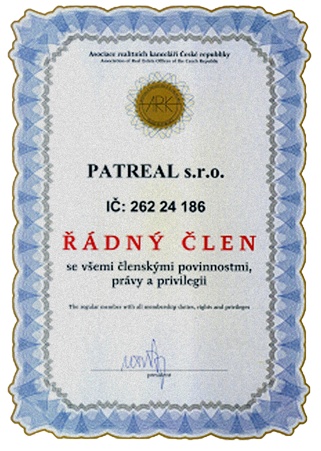 Asociace realitních kanceláří České republiky
Association of Real Estate Offices of the Czech Republic
ARK
PATREAL s.r.o.
IČ: 262 24 186
ŘÁDNÝ ČLEN
se všemi členskými povinnostmi,
právy a privilegii
The regular member with all membership duties, rights and privileges
president